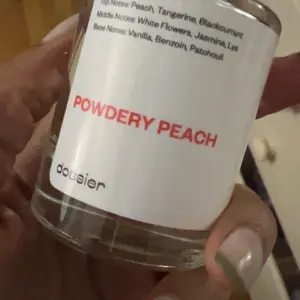 Top Notes: Peach, Tangerine, Blackcurrant
Middle Notes: White Flowers, Jasmine, Lys
Base Notes: Vanilla, Benzoin, Patchouli
POWDERY PEACH
dossier